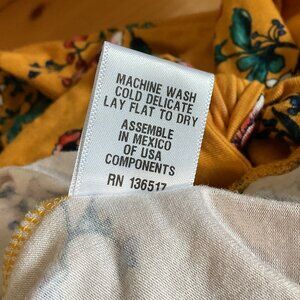 MACHINE WASH
COLD DELICATE
LAY FLAT TO DRY
ASSEMBLE
IN MEXICO
OF USA
COMPONENTS
RN 136517